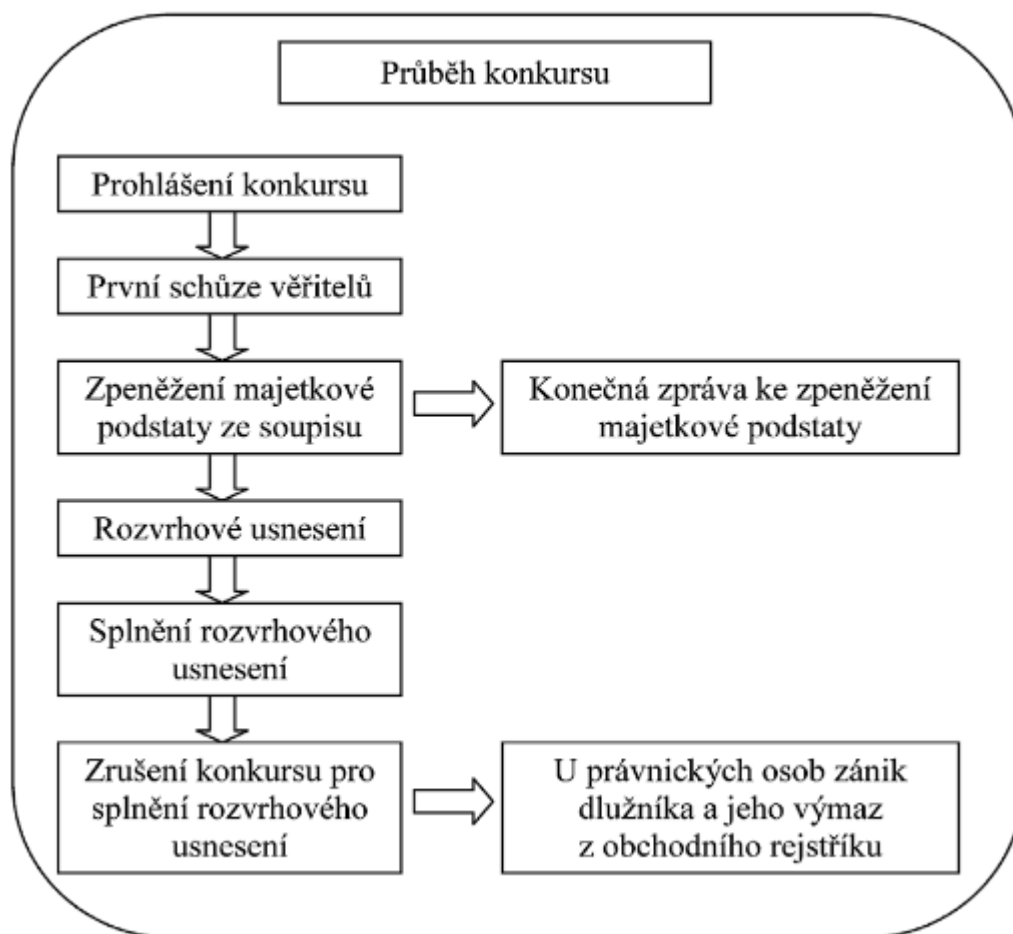 Průběh konkursu
Prohlášení konkursu
První schůze věřitelů
Zpeněžení majetkové
podstaty ze soupisu
Konečná zpráva ke zpeněžení
majetkové podstaty
Rozvrhové usnesení
Splnění rozvrhového
usnesení
Zrušení konkursu pro
splnění rozvrhového
usnesení
U právnických osob zánik
dlužníka a jeho výmaz
z obchodního rejstříku